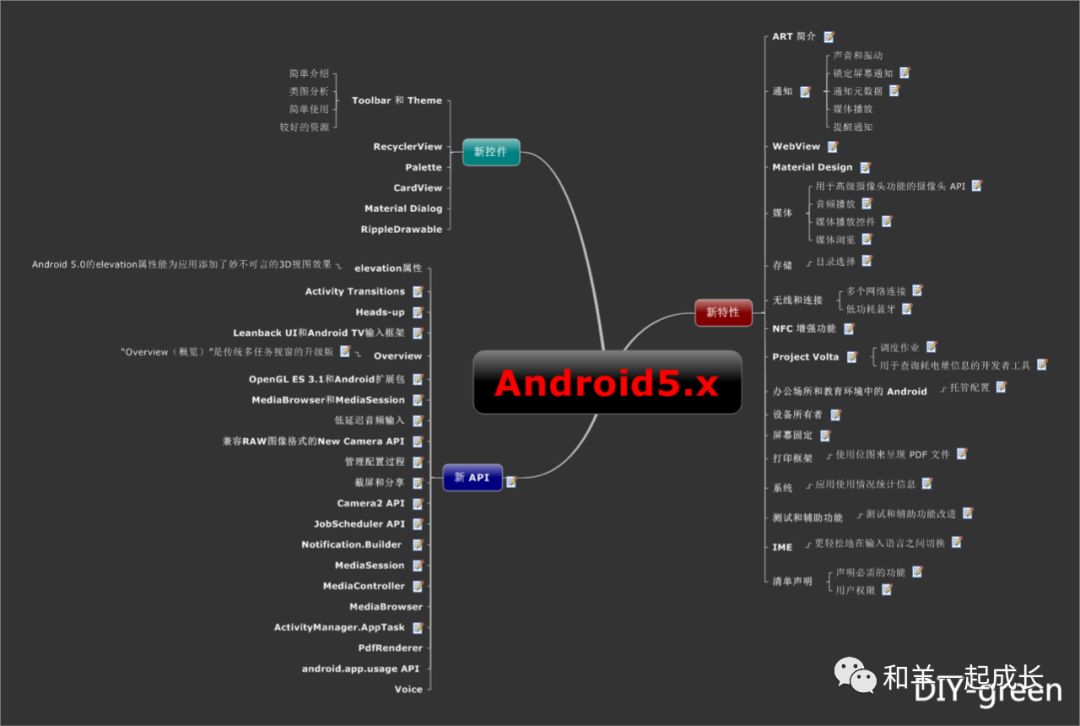 Android5.x
新控件
Toolbar 和 Theme
简单介绍
类图分析
简单使用
较好的资源
RecyclerView
Palette
CardView
Material Dialog
RippleDrawable
新 API
elevation属性
Android 5.0的elevation属性能为应用添加了妙不可言的3D视图效果
Activity Transitions
Heads-up
Leanback UI和Android TV输入框架
Overview
“Overview（概览）”是传统多任务视窗的升级版
OpenGL ES 3.1和Android扩展包
MediaBrowser和MediaSession
低延迟音频输入
兼容RAW图像格式的New Camera API
管理配置过程
截屏和分享
Camera2 API
JobScheduler API
Notification.Builder
MediaSession
MediaController
MediaBrowser
ActivityManager.AppTask
PdfRenderer
android.app.usage API
Voice
新特性
ART 简介
通知
声音和振动
锁定屏幕通知
通知元数据
媒体播放
提醒通知
WebView
Material Design
媒体
用于高级摄像头功能的摄像头 API
音频播放
媒体播放控件
媒体浏览
存储
目录选择
无线和连接
多个网络连接
低功耗蓝牙
NFC 增强功能
Project Volta
调度作业
用于查询耗电量信息的开发者工具
办公场所和教育环境中的 Android
托管配置
设备所有者
屏幕固定
打印框架
使用位图来呈现 PDF 文件
系统
应用使用情况统计信息
测试和辅助功能
测试和辅助功能改进
IME
更轻松地在输入语言之间切换
清单声明
声明必需的功能
用户权限
和羊一起成长
DIY-green